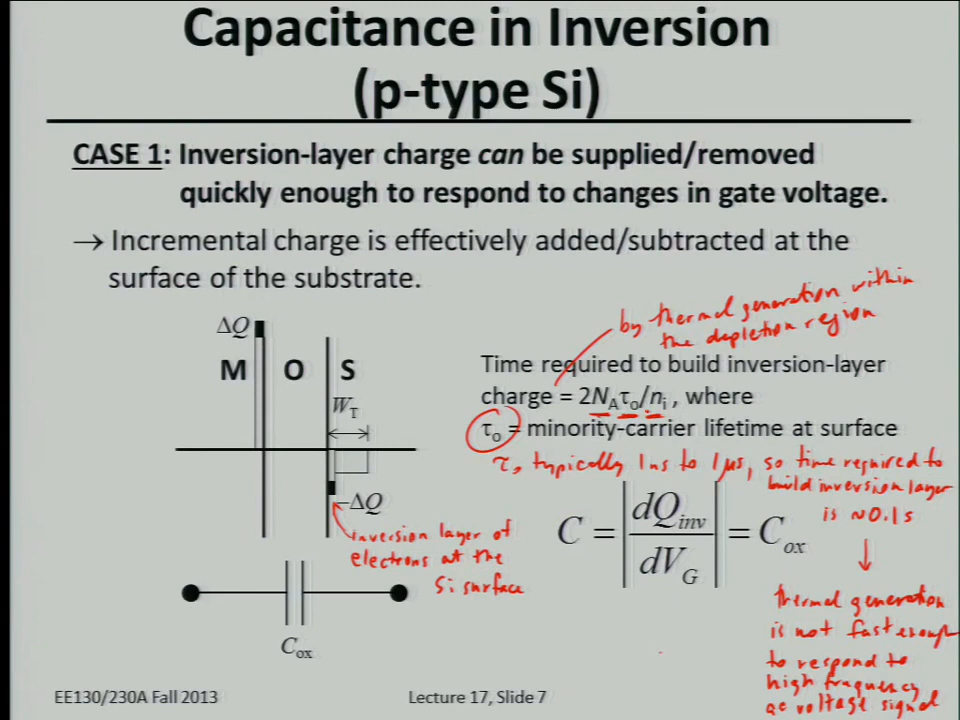 Capacitance in Inversion
(p-type Si)
CASE 1: Inversion-layer charge can be supplied/removed
quickly enough to respond to changes in gate voltage.
→ Incremental charge is effectively added/subtracted at the
surface of the substrate.
by thermal generation within
the depletion region
ΔQ
M O S
W_T
-ΔQ
Time required to build inversion-layer
charge = 2N_Aτ_o/n_i, where
τ_o = minority-carrier lifetime at surface
τ_o typically 1ns to 1μs, so time required to
build inversion layer
is ~0.1s
↓
thermal generation
is not fast enough
to respond to
high frequency
ac voltage signal
inversion layer of
electrons at the
Si surface
C = |dQ_inv/dV_G| = C_ox
C_ox
EE130/230A Fall 2013
Lecture 17, Slide 7